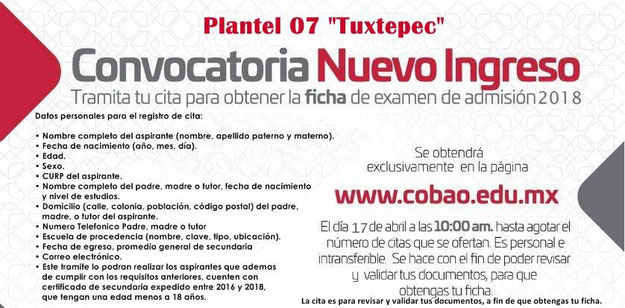 Plantel 07 "Tuxtepec"
Convocatoria Nuevo Ingreso
Tramita tu cita para obtener la ficha de examen de admisión 2018
Datos personales para el registro de cita:
• Nombre completo del aspirante (nombre, apellido paterno y materno).
• Fecha de nacimiento (año, mes, día).
• Edad.
• Sexo.
• CURP del aspirante.
• Nombre completo del padre, madre o tutor, fecha de nacimiento
y nivel de estudios.
• Domicilio (calle, colonia, población, código postal) del padre,
madre, o tutor del aspirante.
• Numero Telefonico Padre, madre o tutor
• Escuela de procedencia (nombre, clave, tipo, ubicación).
• Fecha de egreso, promedio general de secundaria
• Correo electrónico.
• Este tramite lo podran realizar los aspirantes que ademas
de cumplir con los requisitos anteriores, cuenten con
certificado de secundaria expedido entre 2016 y 2018,
que tengan una edad menos a 18 años.
Se obtendrá
exclusivamente en la página
www.cobao.edu.mx
El día 17 de abril a las 10:00 am. hasta agotar el
número de citas que se ofertan. Es personal e
intransferible. Se hace con el fin de poder revisar
y validar tus documentos, para que
obtengas tu ficha.
La cita es para revisar y validar tus documentos, a fin de que obtengas tu ficha.